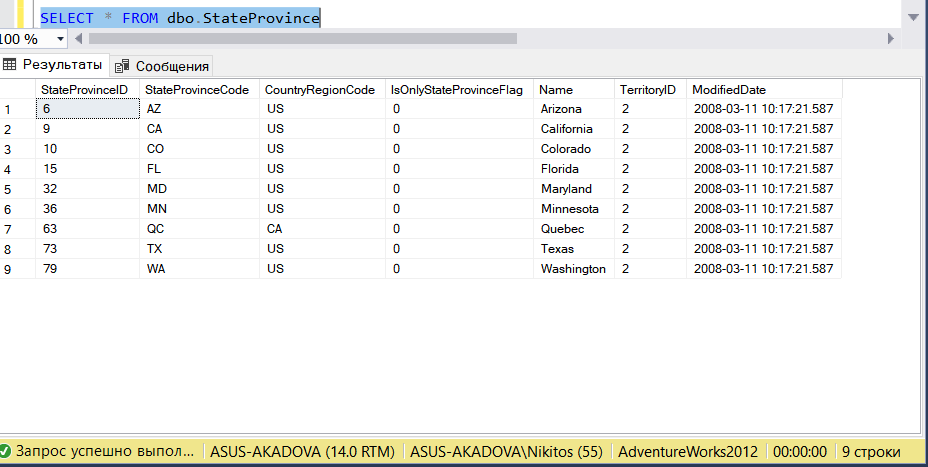 SELECT * FROM dbo.StateProvince
100 %
Результаты Сообщения
StateProvinceID StateProvinceCode CountryRegionCode IsOnlyStateProvinceFlag Name TerritoryID ModifiedDate
1 6 AZ US 0 Arizona 2 2008-03-11 10:17:21.587
2 9 CA US 0 California 2 2008-03-11 10:17:21.587
3 10 CO US 0 Colorado 2 2008-03-11 10:17:21.587
4 15 FL US 0 Florida 2 2008-03-11 10:17:21.587
5 32 MD US 0 Maryland 2 2008-03-11 10:17:21.587
6 36 MN US 0 Minnesota 2 2008-03-11 10:17:21.587
7 63 QC CA 0 Quebec 2 2008-03-11 10:17:21.587
8 73 TX US 0 Texas 2 2008-03-11 10:17:21.587
9 79 WA US 0 Washington 2 2008-03-11 10:17:21.587
Запрос успешно выпол... ASUS-AKADOVA (14.0 RTM) ASUS-AKADOVA\Nikitos (55) AdventureWorks2012 00:00:00 9 строки